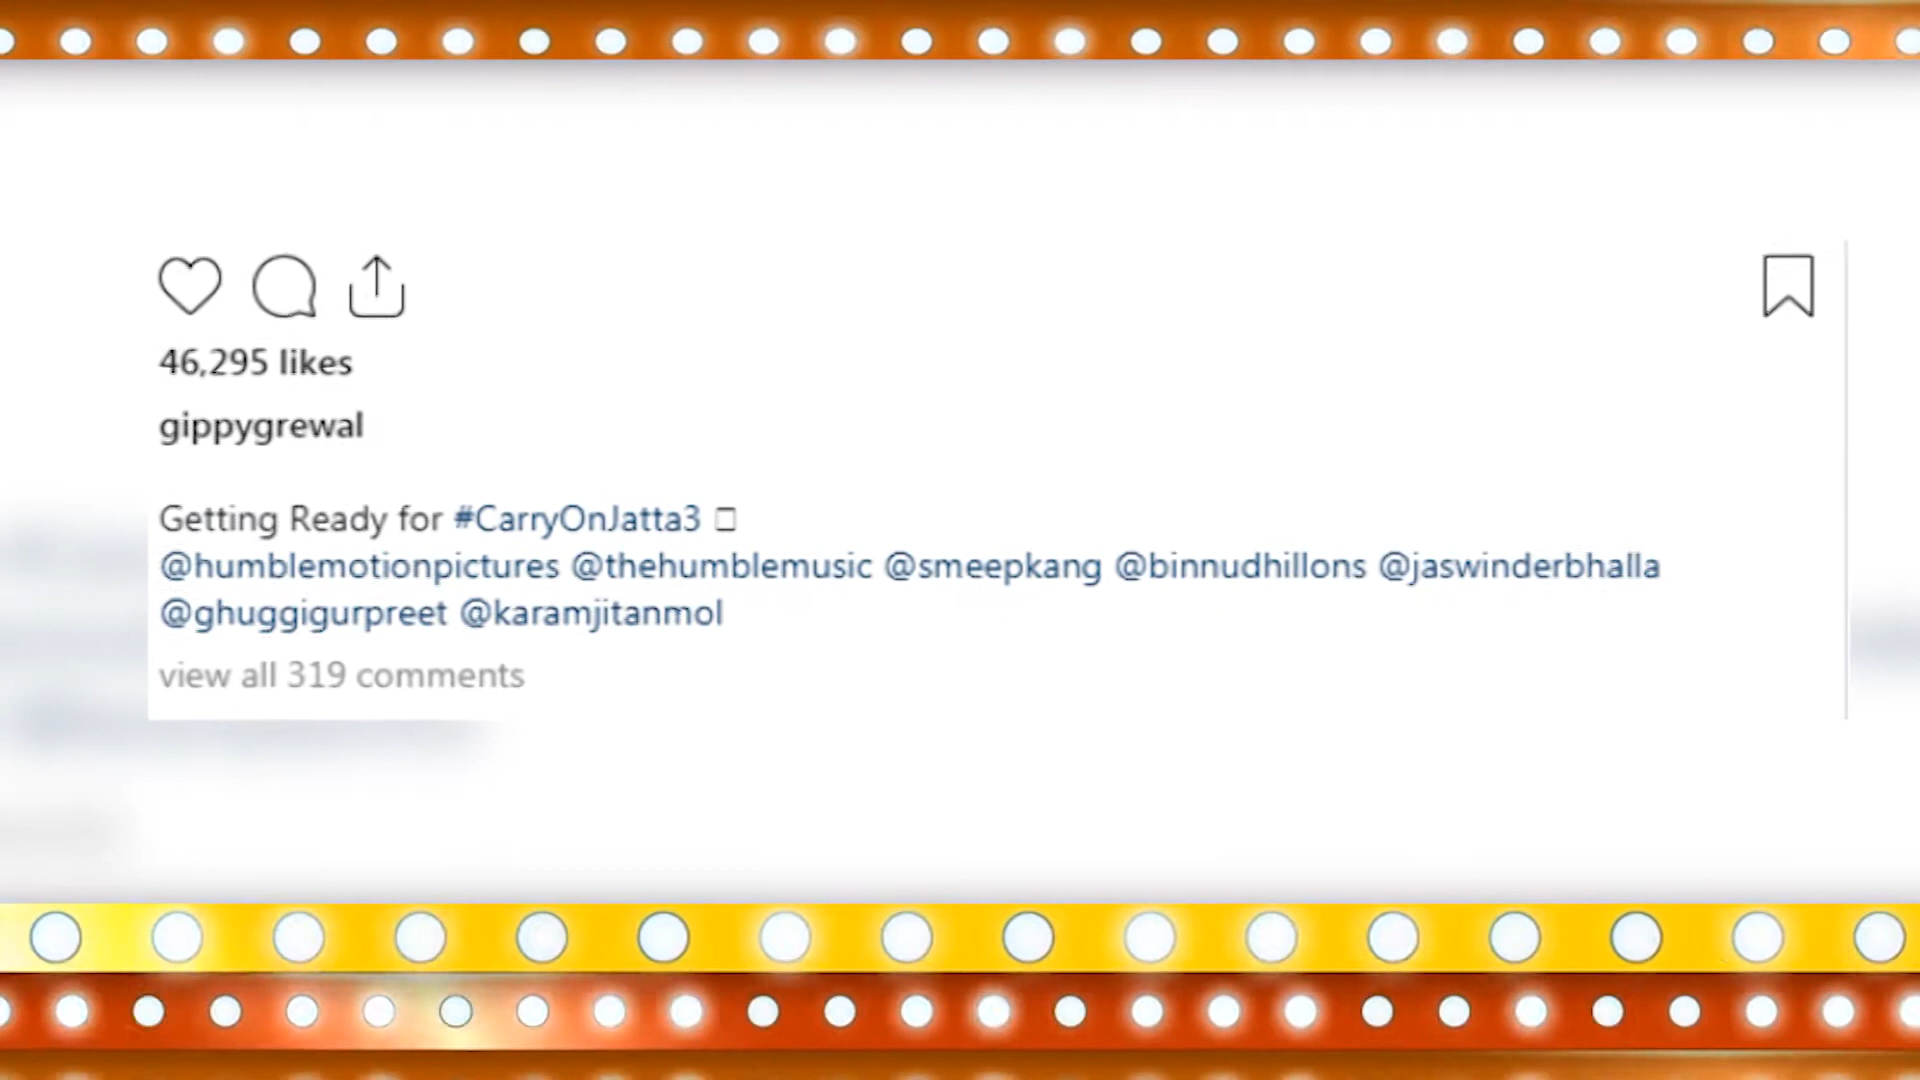 46,295 likes
gippygrewal
Getting Ready for #CarryOnJatta3
@humblemotionpictures @thehumblemusic @smeepkang @binnudhillons @jaswinderbhalla
@ghuggigurpreet @karamjitanmol
view all 319 comments